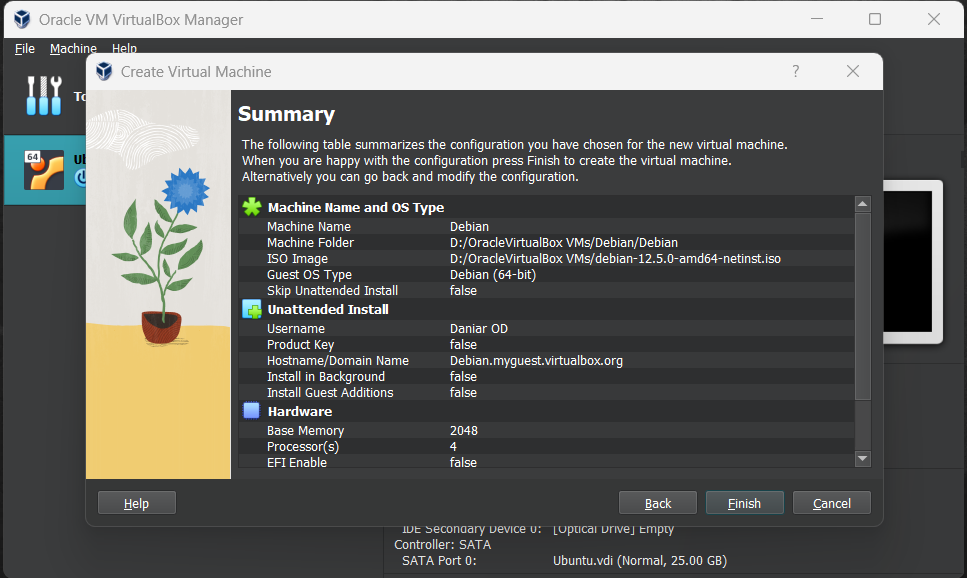 Oracle VM VirtualBox Manager
File Machine Help
Create Virtual Machine
?
64
Summary
The following table summarizes the configuration you have chosen for the new virtual machine.
When you are happy with the configuration press Finish to create the virtual machine.
Alternatively you can go back and modify the configuration.
Machine Name and OS Type
Machine Name Debian
Machine Folder D:/OracleVirtualBox VMs/Debian/Debian
ISO Image D:/OracleVirtualBox VMs/debian-12.5.0-amd64-netinst.iso
Guest OS Type Debian (64-bit)
Skip Unattended Install false
Unattended Install
Username Daniar OD
Product Key false
Hostname/Domain Name Debian.myguest.virtualbox.org
Install in Background false
Install Guest Additions false
Hardware
Base Memory 2048
Processor(s) 4
EFI Enable false
Help Back Finish Cancel
IDE Secondary Device 0: [Optical Drive] Empty
Controller: SATA
SATA Port 0: Ubuntu.vdi (Normal, 25.00 GB)